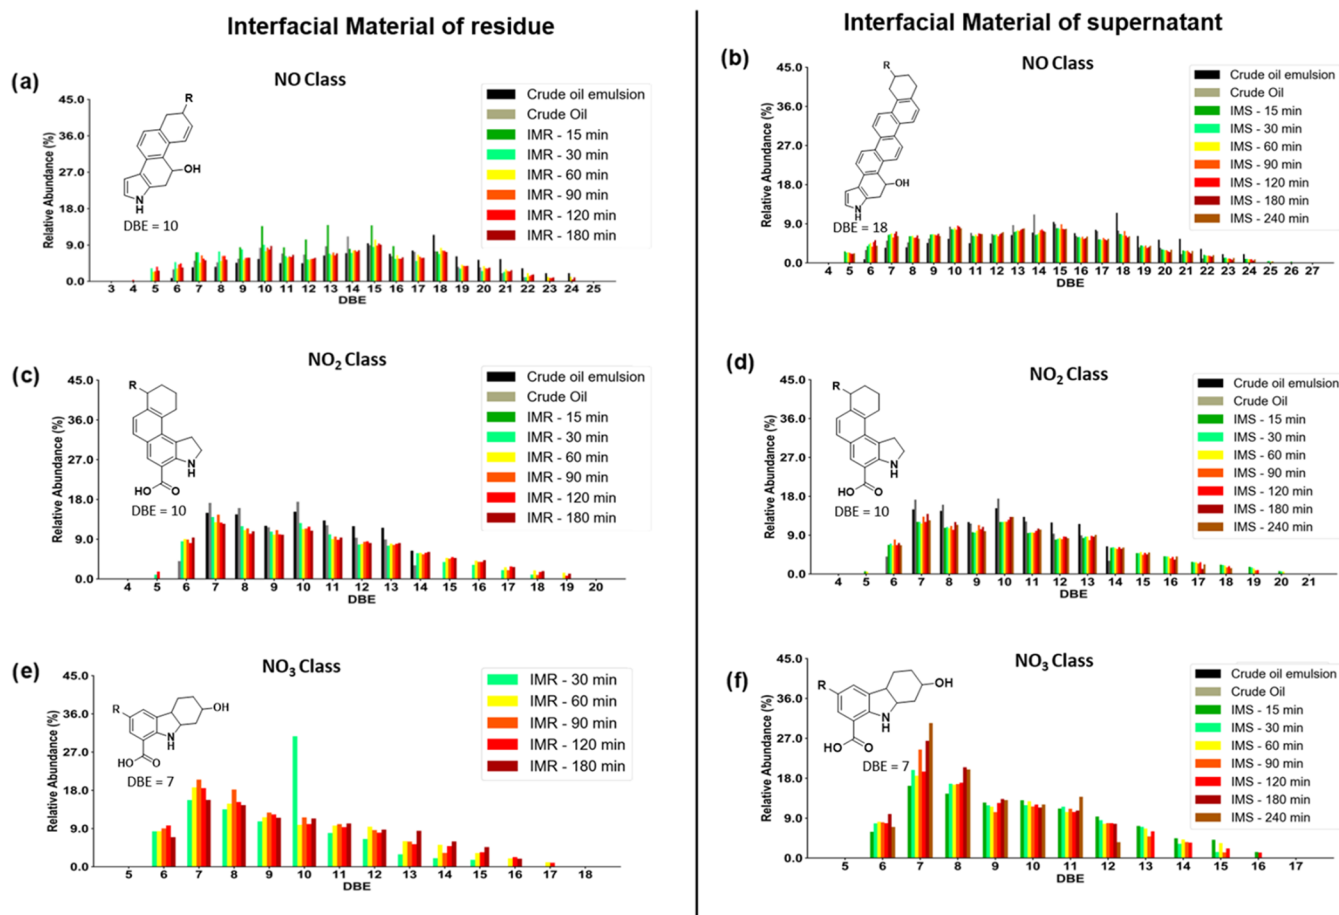 Interfacial Material of residue
Interfacial Material of supernatant
(a)
NO Class
45.0
36.0
27.0
18.0
9.0
0.0
Relative Abundance (%)
R
OH
N
H
DBE = 10
Crude oil emulsion
Crude Oil
IMR - 15 min
IMR - 30 min
IMR - 60 min
IMR - 90 min
IMR - 120 min
IMR - 180 min
3 4 5 6 7 8 9 10 11 12 13 14 15 16 17 18 19 20 21 22 23 24 25
DBE
(b)
NO Class
45.0
36.0
27.0
18.0
9.0
0.0
Relative Abundance (%)
R
OH
N
H
DBE = 18
Crude oil emulsion
Crude Oil
IMS - 15 min
IMS - 30 min
IMS - 60 min
IMS - 90 min
IMS - 120 min
IMS - 180 min
IMS - 240 min
4 5 6 7 8 9 10 11 12 13 14 15 16 17 18 19 20 21 22 23 24 25 26 27
DBE
(c)
NO2 Class
45.0
36.0
27.0
18.0
9.0
0.0
Relative Abundance (%)
R
NH
HO
O
DBE = 10
Crude oil emulsion
Crude Oil
IMR - 15 min
IMR - 30 min
IMR - 60 min
IMR - 90 min
IMR - 120 min
IMR - 180 min
4 5 6 7 8 9 10 11 12 13 14 15 16 17 18 19 20
DBE
(d)
NO2 Class
45.0
36.0
27.0
18.0
9.0
0.0
Relative Abundance (%)
R
NH
HO
O
DBE = 10
Crude oil emulsion
Crude Oil
IMS - 15 min
IMS - 30 min
IMS - 60 min
IMS - 90 min
IMS - 120 min
IMS - 180 min
IMS - 240 min
4 5 6 7 8 9 10 11 12 13 14 15 16 17 18 19 20 21
DBE
(e)
NO3 Class
45.0
36.0
27.0
18.0
9.0
0.0
Relative Abundance (%)
R
OH
NH
HO
O
DBE = 7
IMR - 30 min
IMR - 60 min
IMR - 90 min
IMR - 120 min
IMR - 180 min
5 6 7 8 9 10 11 12 13 14 15 16 17 18
DBE
(f)
NO3 Class
45.0
36.0
27.0
18.0
9.0
0.0
Relative Abundance (%)
R
OH
NH
HO
O
DBE = 7
Crude oil emulsion
Crude Oil
IMS - 15 min
IMS - 30 min
IMS - 60 min
IMS - 90 min
IMS - 120 min
IMS - 180 min
IMS - 240 min
5 6 7 8 9 10 11 12 13 14 15 16 17
DBE